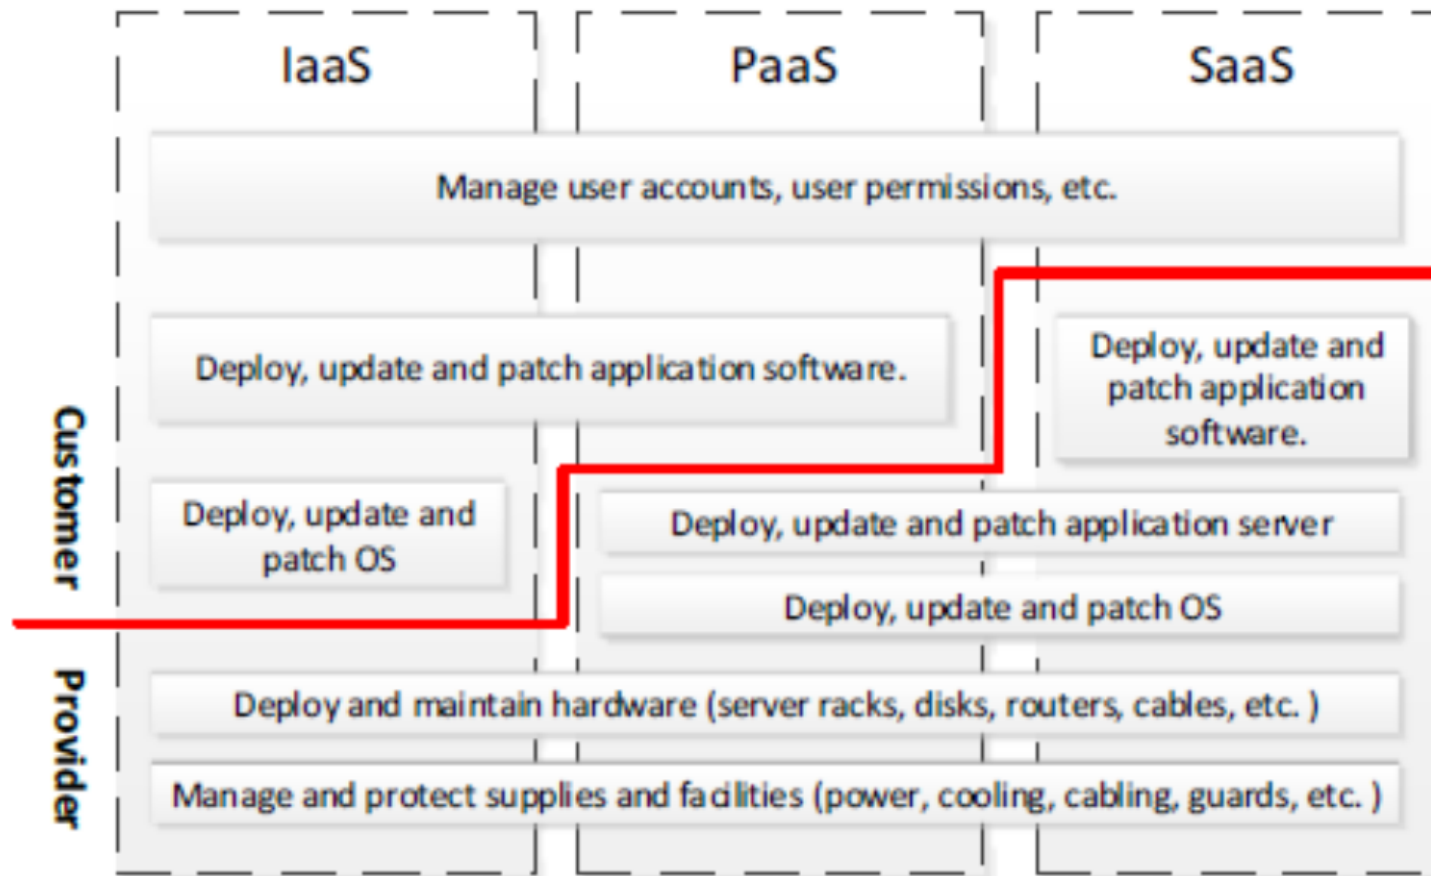 IaaS
PaaS
SaaS
Manage user accounts, user permissions, etc.
Deploy, update and patch application software.
Deploy, update and
patch application
software.
Customer
Deploy, update and
patch OS
Deploy, update and patch application server
Deploy, update and patch OS
Provider
Deploy and maintain hardware (server racks, disks, routers, cables, etc. )
Manage and protect supplies and facilities (power, cooling, cabling, guards, etc. )